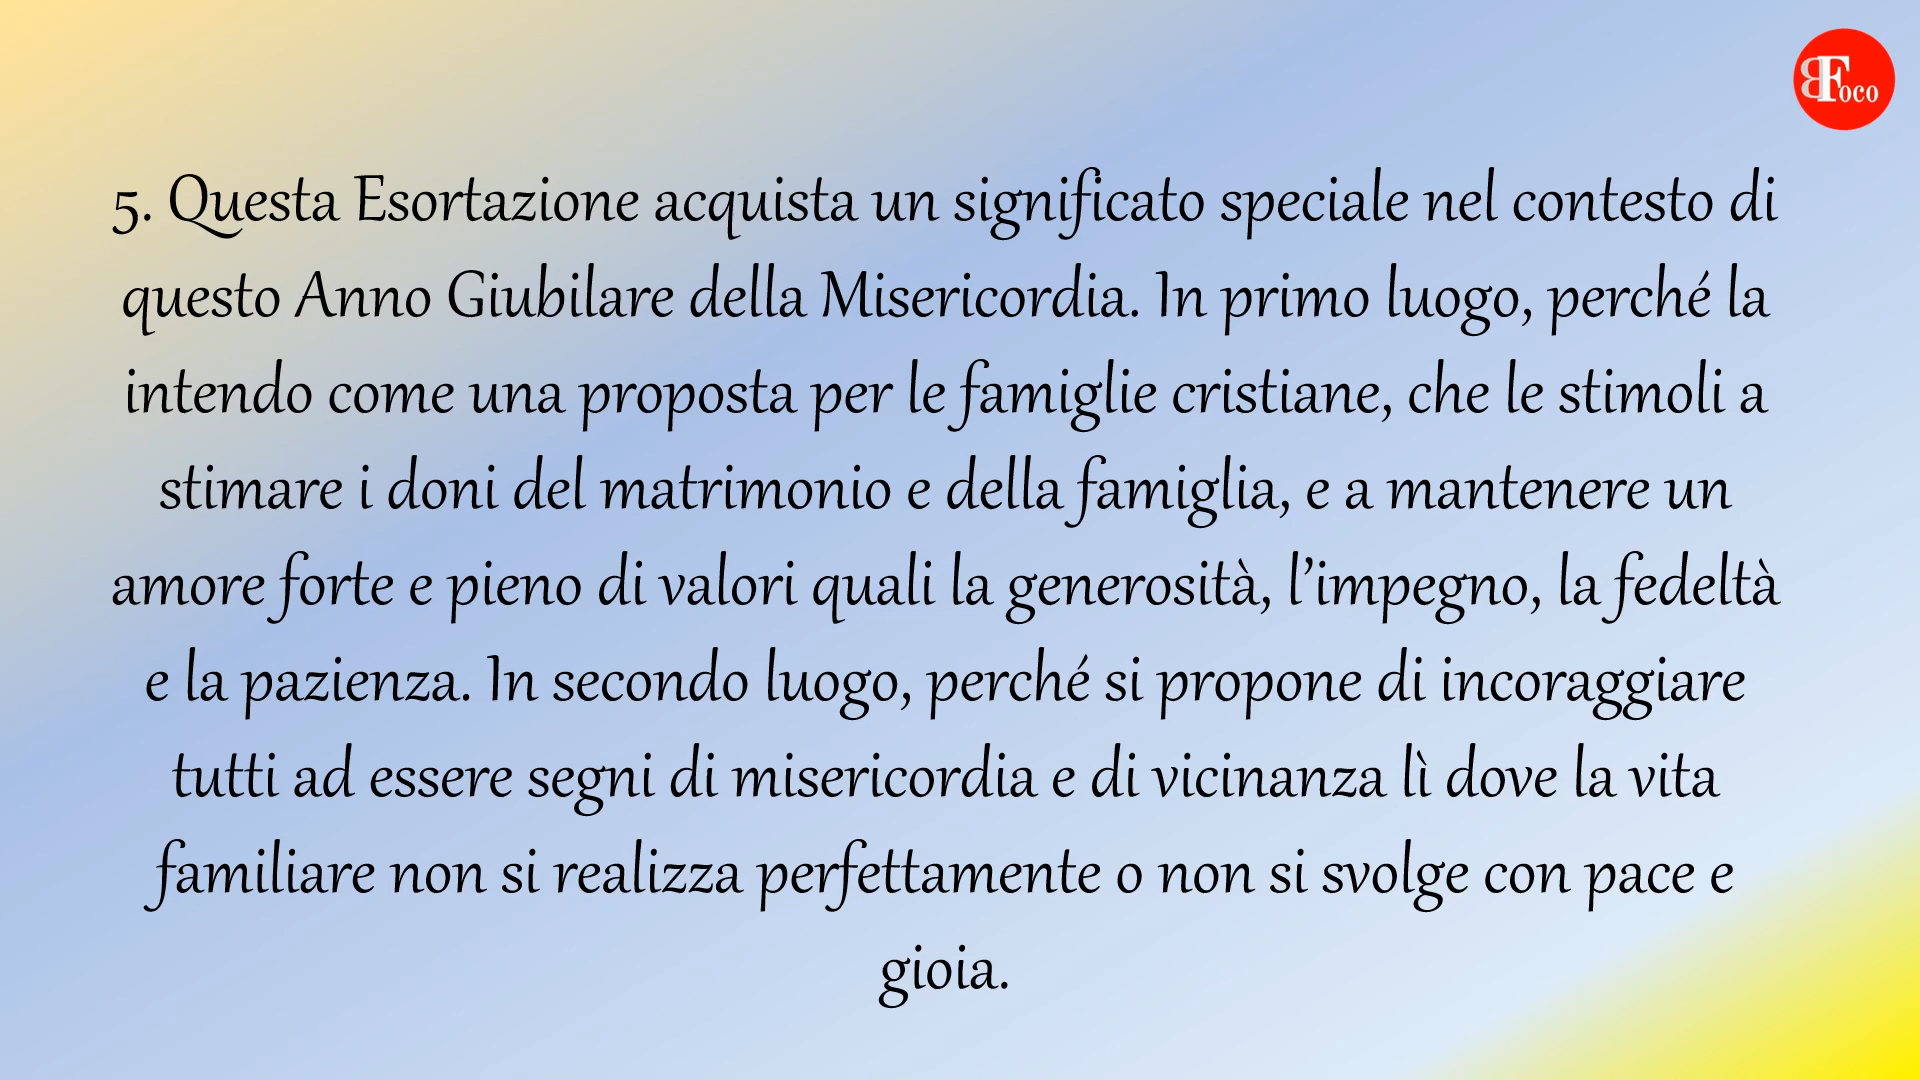 BFoco
5. Questa Esortazione acquista un significato speciale nel contesto di
questo Anno Giubilare della Misericordia. In primo luogo, perché la
intendo come una proposta per le famiglie cristiane, che le stimoli a
stimare i doni del matrimonio e della famiglia, e a mantenere un
amore forte e pieno di valori quali la generosità, l’impegno, la fedeltà
e la pazienza. In secondo luogo, perché si propone di incoraggiare
tutti ad essere segni di misericordia e di vicinanza lì dove la vita
familiare non si realizza perfettamente o non si svolge con pace e
gioia.